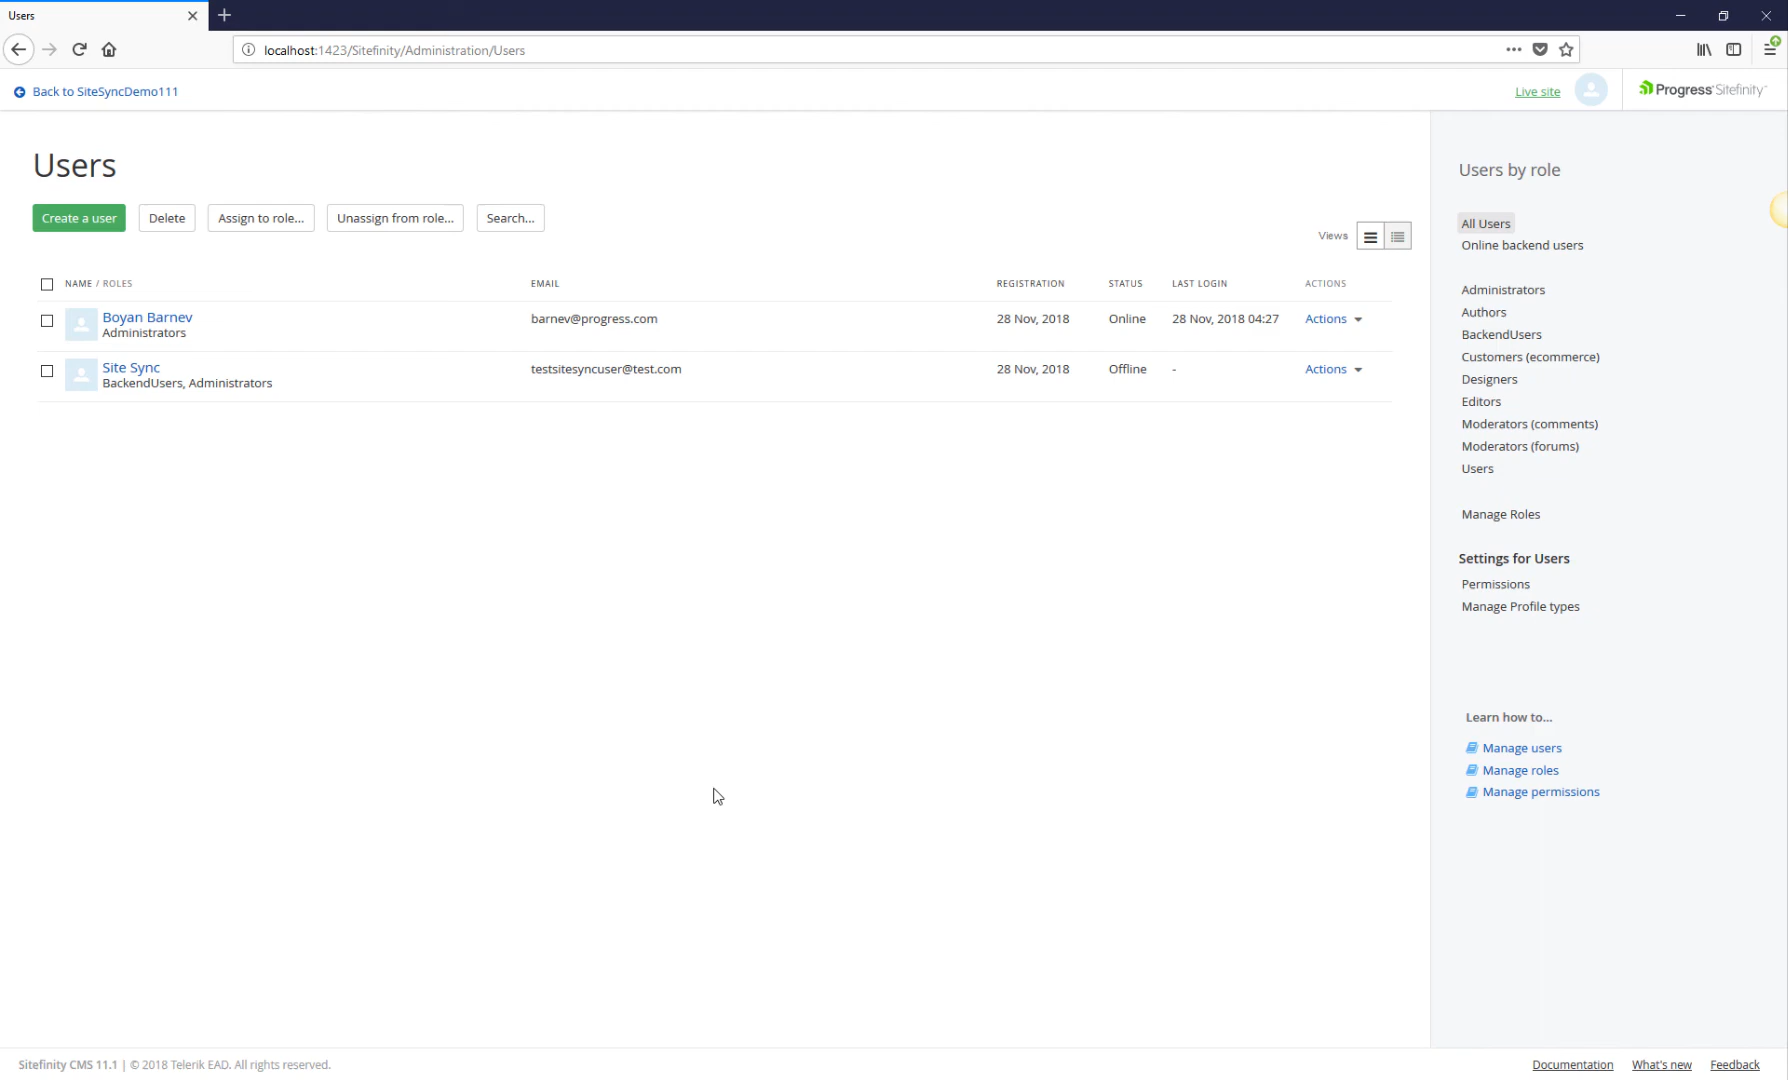 Users
localhost:1423/Sitefinity/Administration/Users
Back to SiteSyncDemo111
Live site
Progress Sitefinity
Users
Create a user
Delete
Assign to role...
Unassign from role...
Search...
Views
NAME / ROLES
EMAIL
REGISTRATION
STATUS
LAST LOGIN
ACTIONS
Boyan Barnev
Administrators
barnev@progress.com
28 Nov, 2018
Online
28 Nov, 2018 04:27
Actions
Site Sync
BackendUsers, Administrators
testsitesyncuser@test.com
28 Nov, 2018
Offline
-
Actions
Users by role
All Users
Online backend users
Administrators
Authors
BackendUsers
Customers (ecommerce)
Designers
Editors
Moderators (comments)
Moderators (forums)
Users
Manage Roles
Settings for Users
Permissions
Manage Profile types
Learn how to...
Manage users
Manage roles
Manage permissions
Sitefinity CMS 11.1 | © 2018 Telerik EAD. All rights reserved.
Documentation
What's new
Feedback